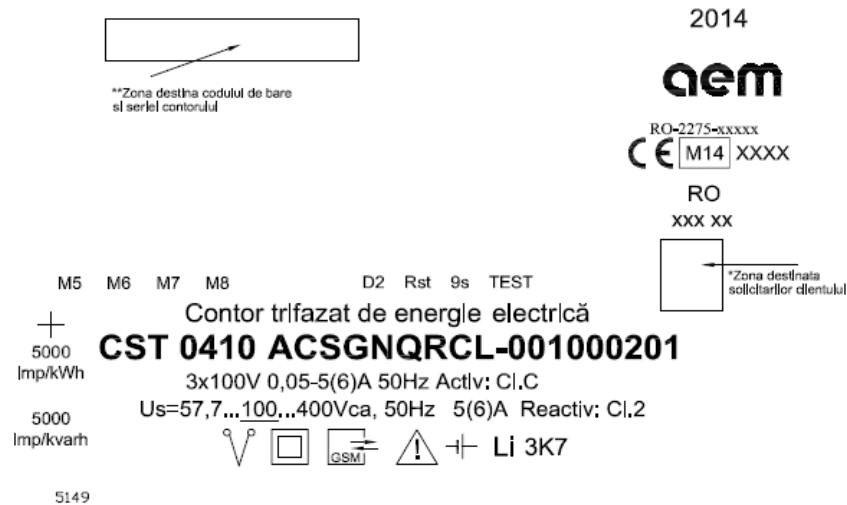 2014
**Zona destina codului de bare
si seriei contorului
aem
RO-2275-xxxxx
CE M14 XXXX
RO
xxx xx
*Zona destinata
solicitarilor clientului
M5 M6 M7 M8 D2 Rst 9s TEST
Contor trifazat de energie electrică
CST 0410 ACSGNQRCL-001000201
5000
Imp/kWh
3x100V 0,05-5(6)A 50Hz Activ: Cl.C
Us=57,7...100...400Vca, 50Hz 5(6)A Reactiv: Cl.2
5000
Imp/kvarh
GSM Li 3K7
5149